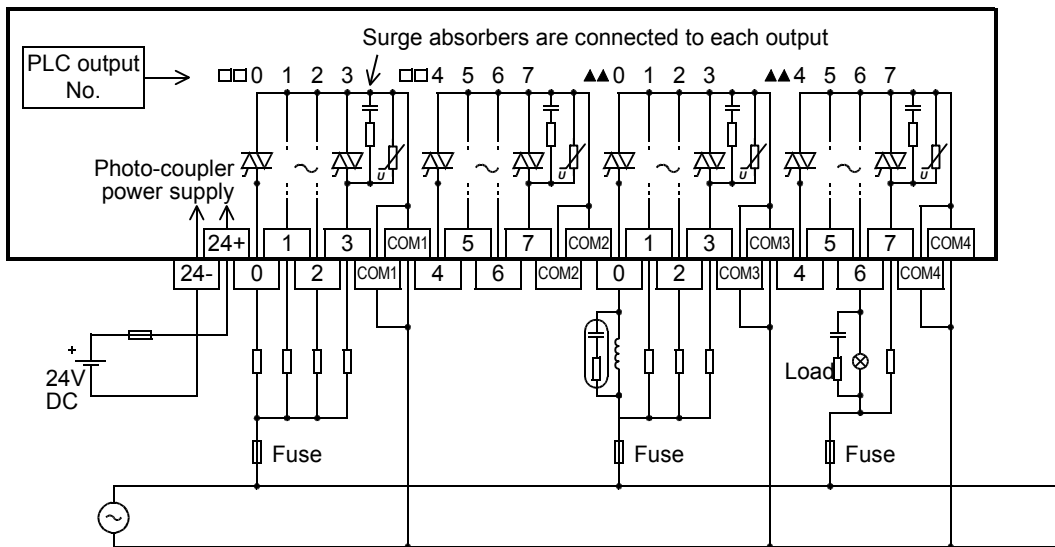 Surge absorbers are connected to each output
PLC output
No.
□□0 1 2 3 □□4 5 6 7 ▲▲0 1 2 3 ▲▲4 5 6 7
Photo-coupler
power supply
u u u u
24+ 1 3 COM1 5 7 COM2 1 3 COM3 5 7 COM4
24- 0 2 COM1 4 6 COM2 0 2 COM3 4 6 COM4
+
24V
DC
Load
Fuse Fuse Fuse